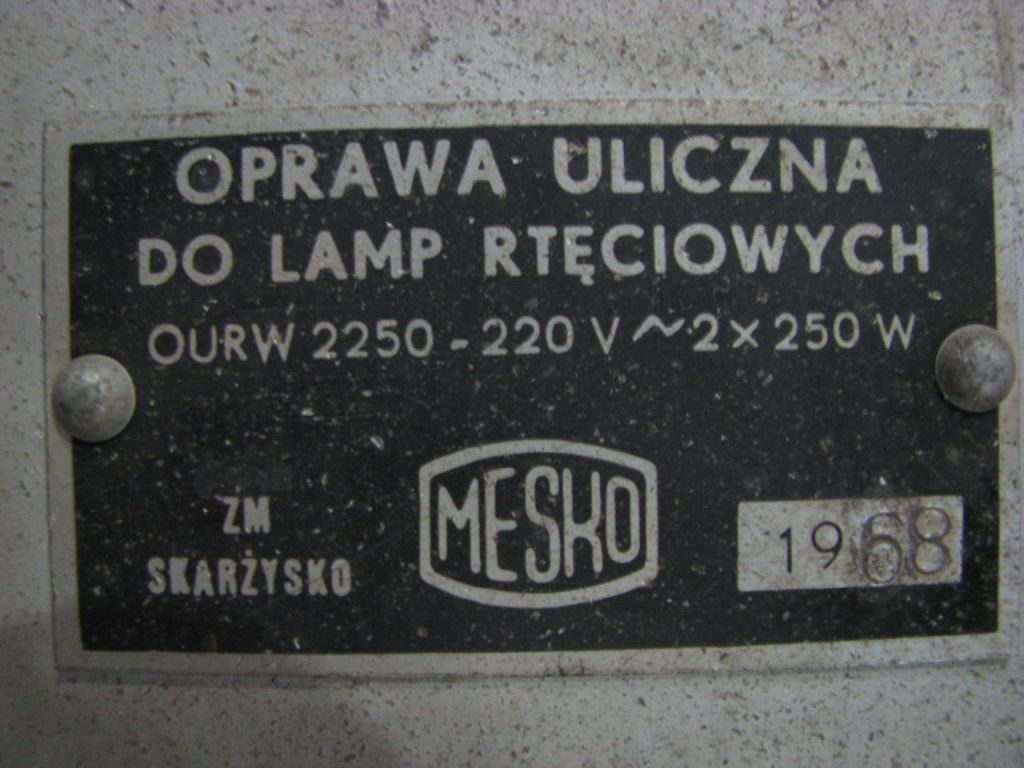 OPRAWA ULICZNA
DO LAMP RTĘCIOWYCH
OURW 2250 - 220 V ~ 2 x 250 W
ZM
SKARŻYSKO
MESKO
1968